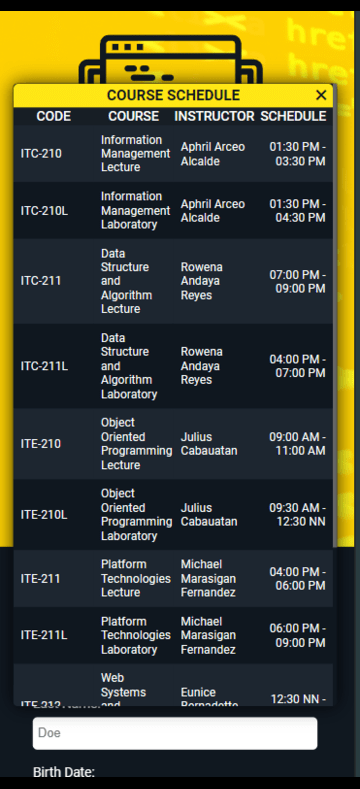 href
COURSE SCHEDULE ✕
CODE COURSE INSTRUCTOR SCHEDULE
ITC-210 Information Management Lecture Aphril Arceo Alcalde 01:30 PM - 03:30 PM
ITC-210L Information Management Laboratory Aphril Arceo Alcalde 01:30 PM - 04:30 PM
ITC-211 Data Structure and Algorithm Lecture Rowena Andaya Reyes 07:00 PM - 09:00 PM
ITC-211L Data Structure and Algorithm Laboratory Rowena Andaya Reyes 04:00 PM - 07:00 PM
ITE-210 Object Oriented Programming Lecture Julius Cabauatan 09:00 AM - 11:00 AM
ITE-210L Object Oriented Programming Laboratory Julius Cabauatan 09:30 AM - 12:30 NN
ITE-211 Platform Technologies Lecture Michael Marasigan Fernandez 04:00 PM - 06:00 PM
ITE-211L Platform Technologies Laboratory Michael Marasigan Fernandez 06:00 PM - 09:00 PM
ITE-212 Web Systems and Eunice Bernadette 12:30 NN -
Doe
Birth Date: